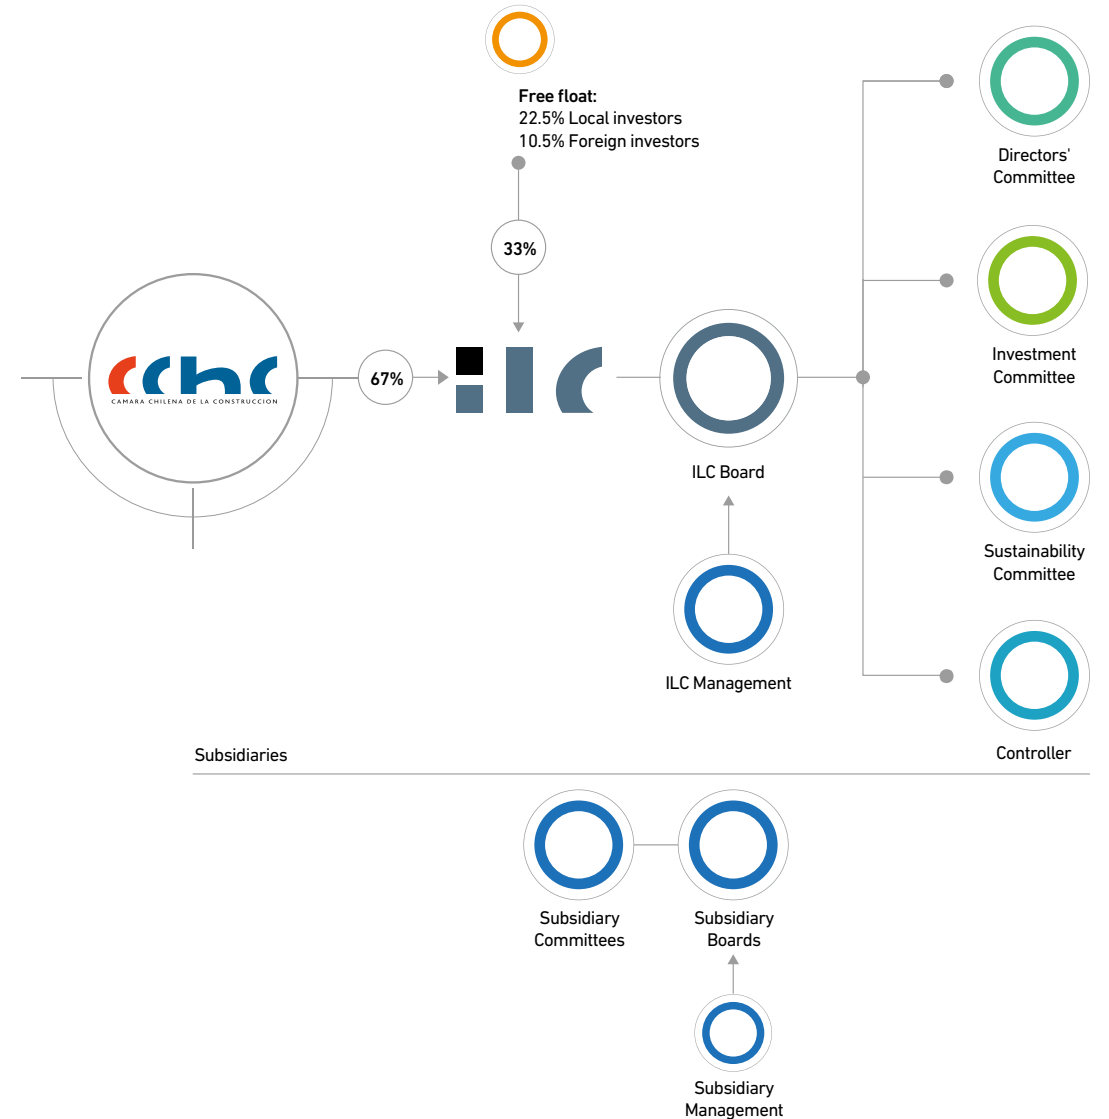 Free float:
22.5% Local investors
10.5% Foreign investors
33%
cchc
CAMARA CHILENA DE LA CONSTRUCCION
67%
ilc
ILC Board
ILC Management
Directors'
Committee
Investment
Committee
Sustainability
Committee
Controller
Subsidiaries
Subsidiary
Committees
Subsidiary
Boards
Subsidiary
Management